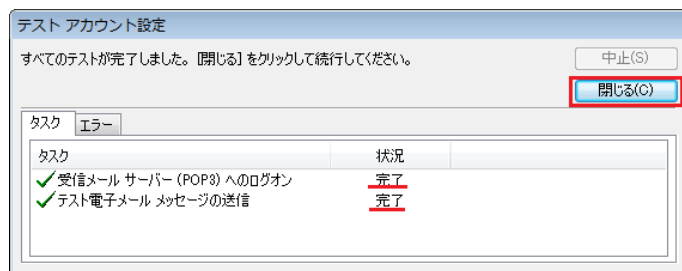 テスト アカウント設定
すべてのテストが完了しました。[閉じる] をクリックして続行してください。
中止(S)
閉じる(C)
タスク エラー
タスク 状況
受信メール サーバー (POP3) へのログオン 完了
テスト電子メール メッセージの送信 完了